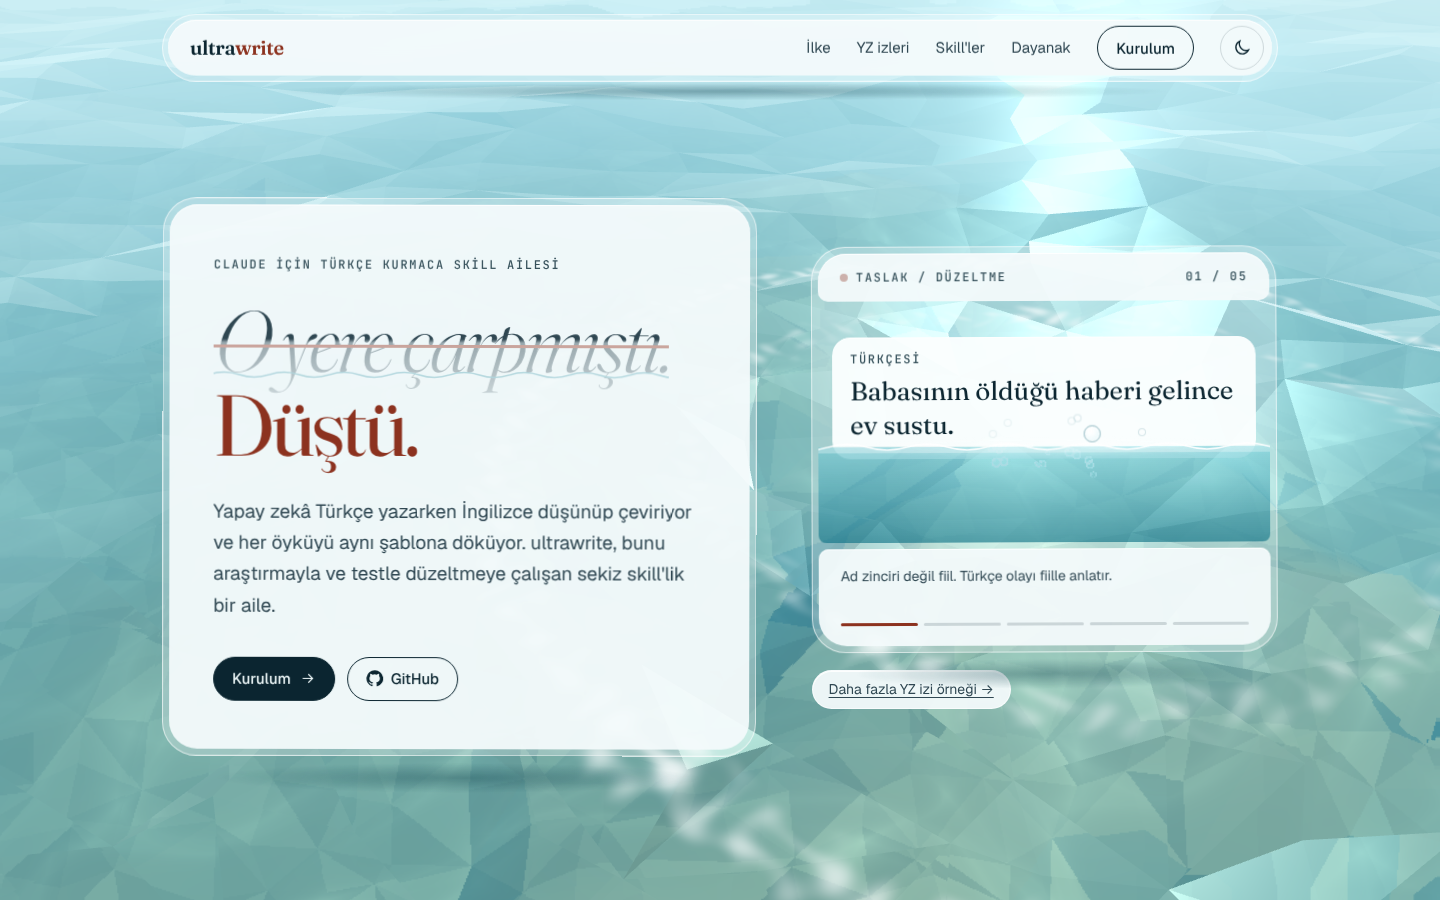 ultrawrite
İlke
YZ izleri
Skill'ler
Dayanak
Kurulum
CLAUDE İÇİN TÜRKÇE KURMACA SKİLL AİLESİ
O yere çarpmıştı.
Düştü.
Yapay zekâ Türkçe yazarken İngilizce düşünüp çeviriyor
ve her öyküyü aynı şablona döküyor. ultrawrite, bunu
araştırmayla ve testle düzeltmeye çalışan sekiz skill'lik
bir aile.
Kurulum →
GitHub
TASLAK / DÜZELTME
01 / 05
TÜRKÇESİ
Babasının öldüğü haberi gelince
ev sustu.
Ad zinciri değil fiil. Türkçe olayı fiille anlatır.
Daha fazla YZ izi örneği →